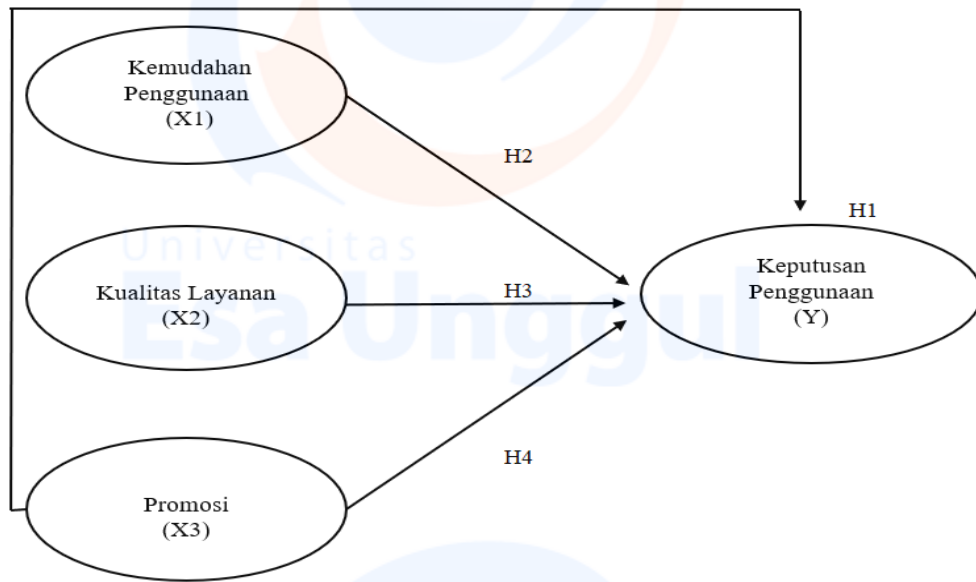 Kemudahan
Penggunaan
(X1)
H2
H1
Universitas
Esa Unggul
Kualitas Layanan
(X2)
H3
Keputusan
Penggunaan
(Y)
H4
Promosi
(X3)